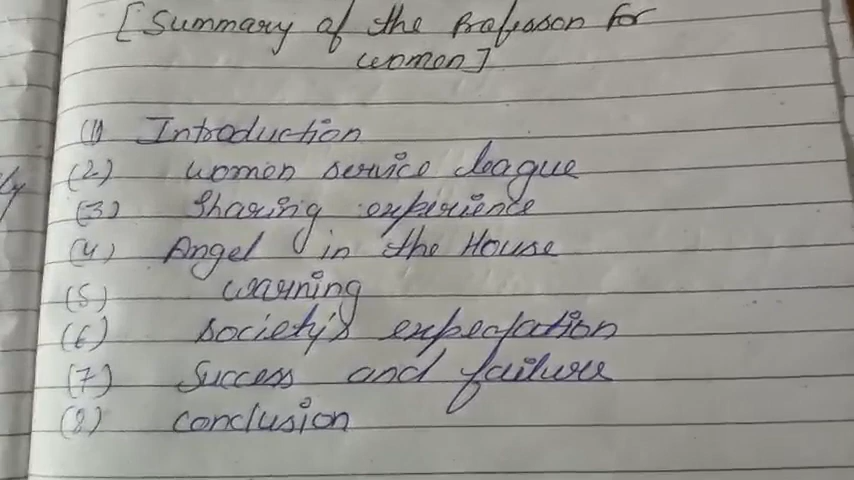 [Summary of the Profession for
women]
(1) Introduction
(2) women service league
(3) Sharing experience
(4) Angel in the House
(5) warning
(6) society's expectation
(7) Success and failure
(8) conclusion